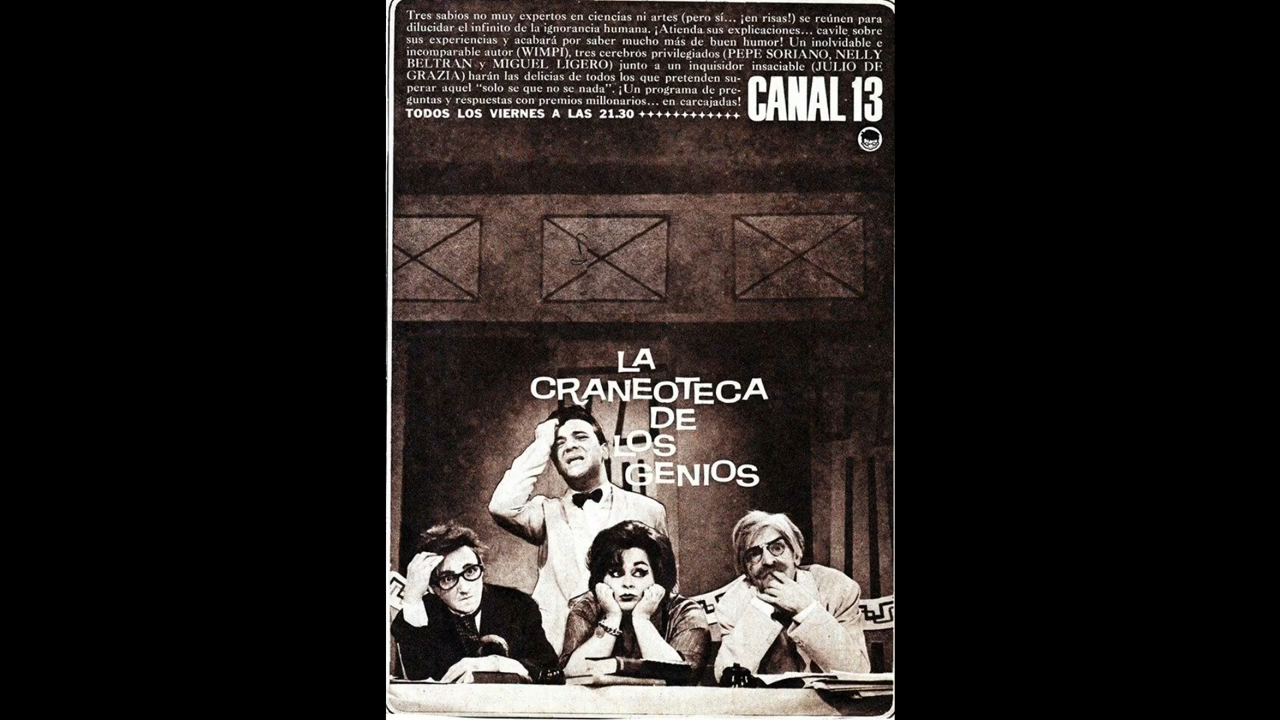 Tres sabios no muy expertos en ciencias ni artes (pero sí... ¡en risas!) se reúnen para
dilucidar el infinito de la ignorancia humana. ¡Atienda sus explicaciones... cavile sobre
sus experiencias y acabará por saber mucho más de buen humor! Un inolvidable e
incomparable autor (WIMPI), tres cerebros privilegiados (PEPE SORIANO, NELLY
BELTRAN y MIGUEL LIGERO) junto a un inquisidor insaciable (JULIO DE
GRAZIA) harán las delicias de todos los que pretenden su-
perar aquel "solo se que no se nada". ¡Un programa de pre-
guntas y respuestas con premios millonarios... en carcajadas!
TODOS LOS VIERNES A LAS 21.30
CANAL 13
LA
CRANEOTECA
DE
LOS
GENIOS